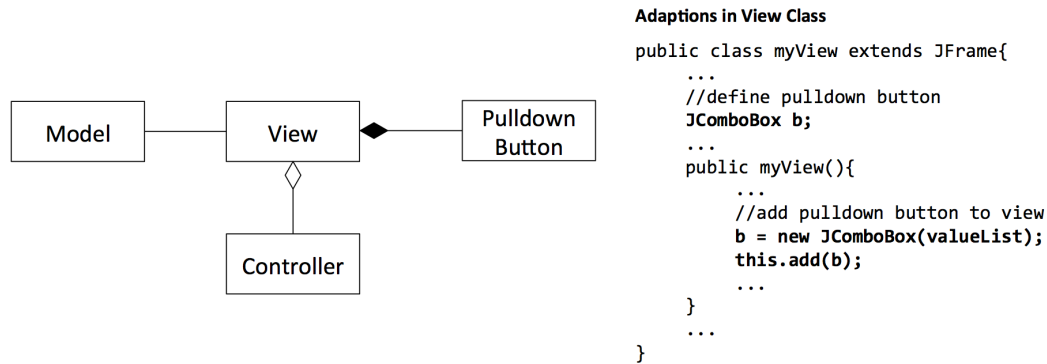 Model
View
Pulldown
Button
Controller
Adaptions in View Class
public class myView extends JFrame{
...
//define pulldown button
JComboBox b;
...
public myView(){
...
//add pulldown button to view
b = new JComboBox(valueList);
this.add(b);
...
}
...
}